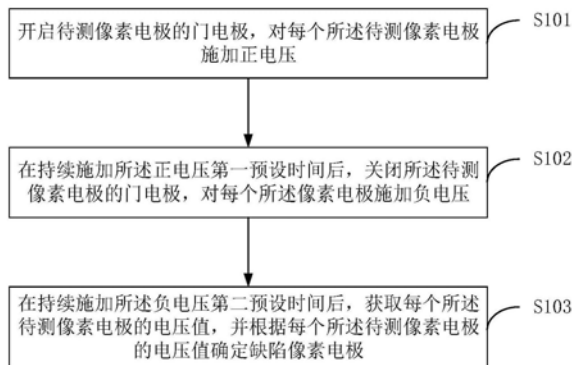 开启待测像素电极的门电极，对每个所述待测像素电极
施加正电压
S101
在持续施加所述正电压第一预设时间后，关闭所述待测
像素电极的门电极，对每个所述像素电极施加负电压
S102
在持续施加所述负电压第二预设时间后，获取每个所述
待测像素电极的电压值，并根据每个所述待测像素电极
的电压值确定缺陷像素电极
S103